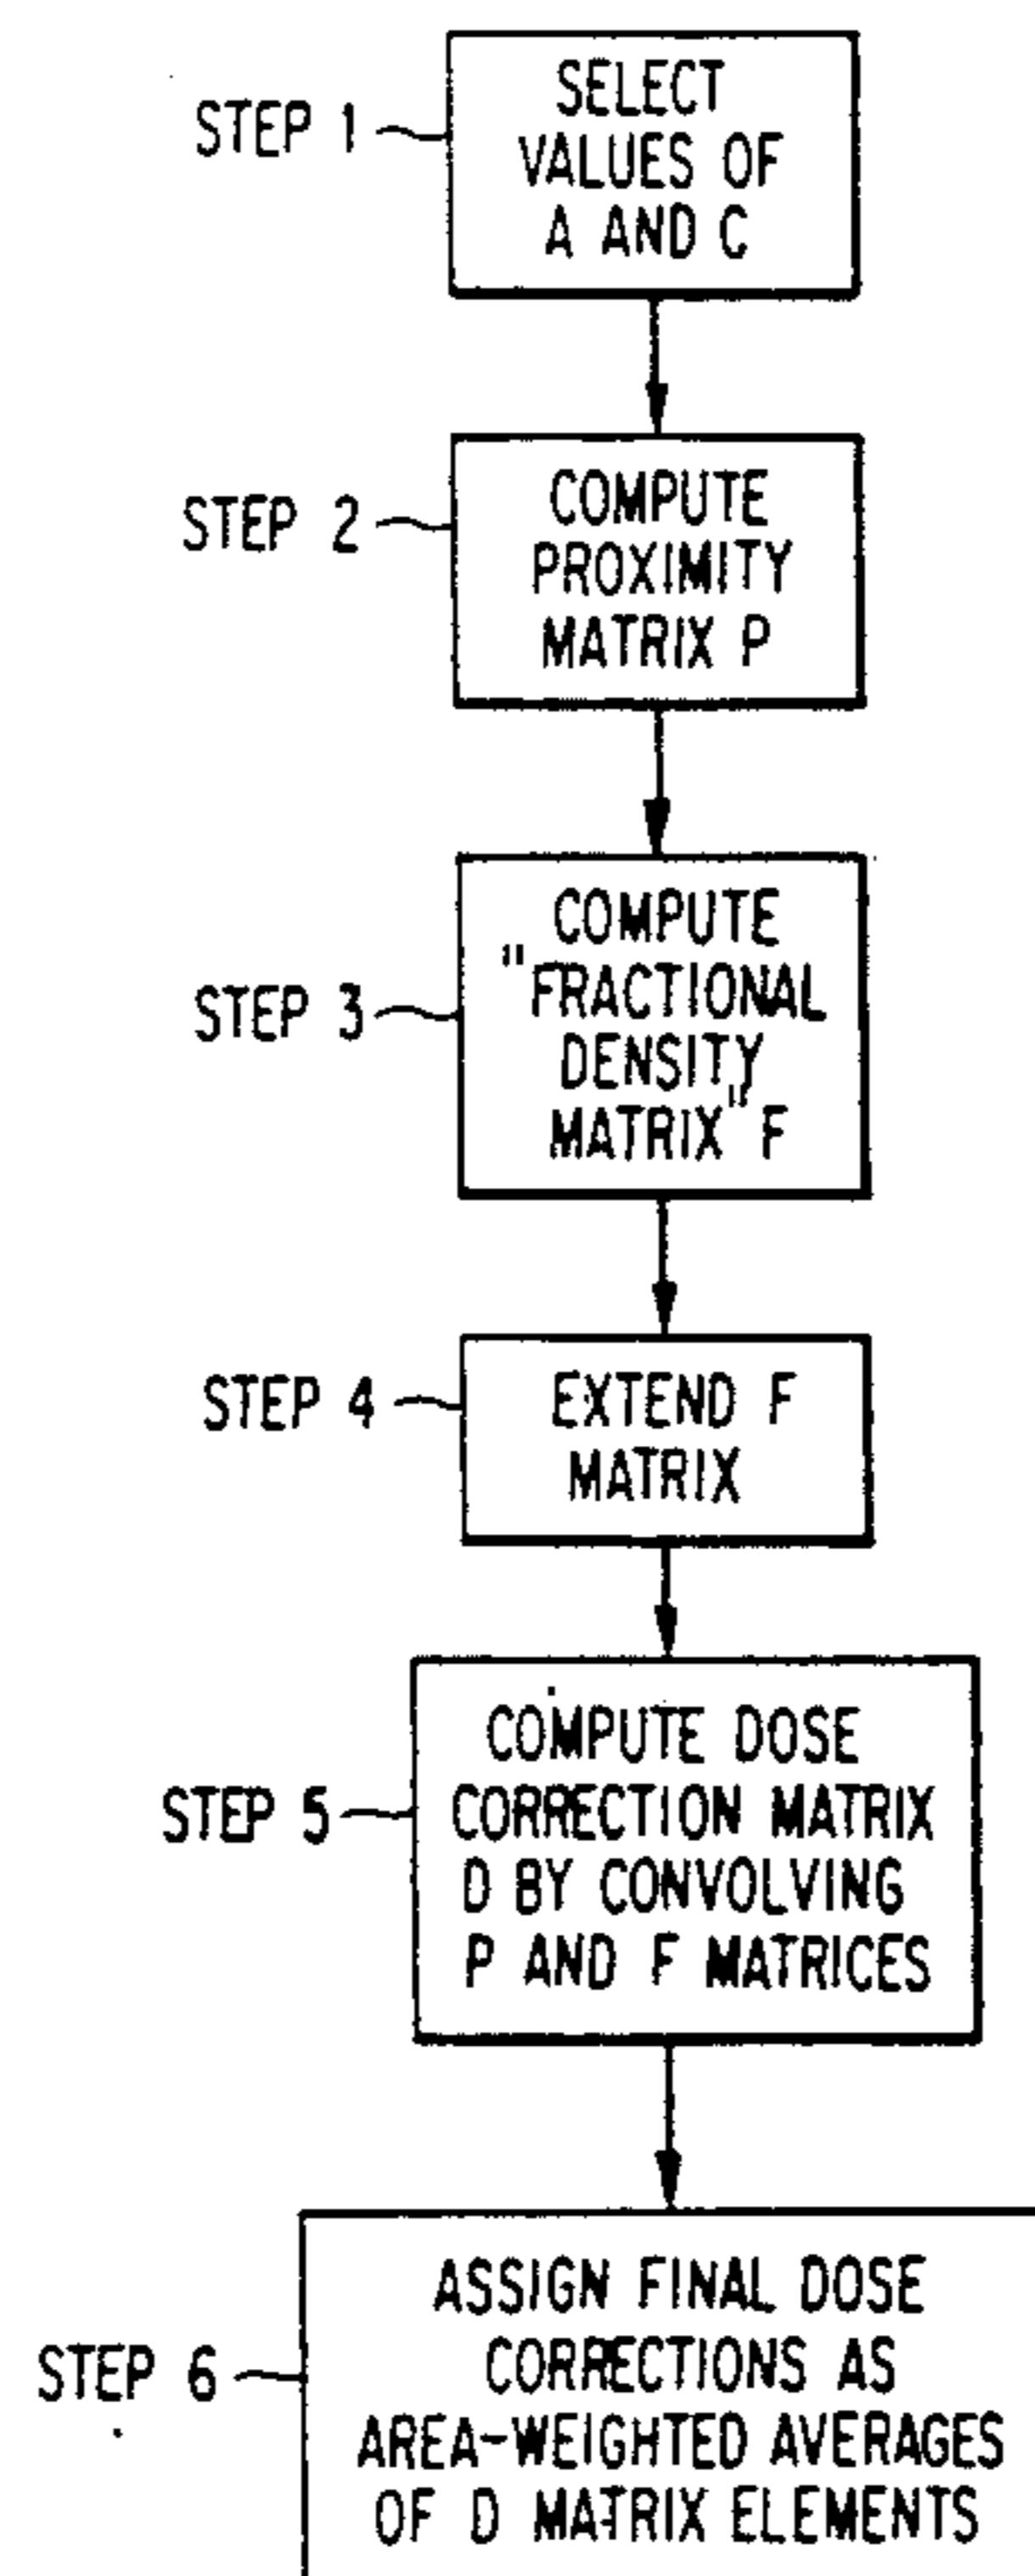 STEP 1
SELECT
VALUES OF
A AND C
STEP 2
COMPUTE
PROXIMITY
MATRIX P
STEP 3
COMPUTE
"FRACTIONAL
DENSITY
MATRIX" F
STEP 4
EXTEND F
MATRIX
STEP 5
COMPUTE DOSE
CORRECTION MATRIX
D BY CONVOLVING
P AND F MATRICES
STEP 6
ASSIGN FINAL DOSE
CORRECTIONS AS
AREA-WEIGHTED AVERAGES
OF D MATRIX ELEMENTS